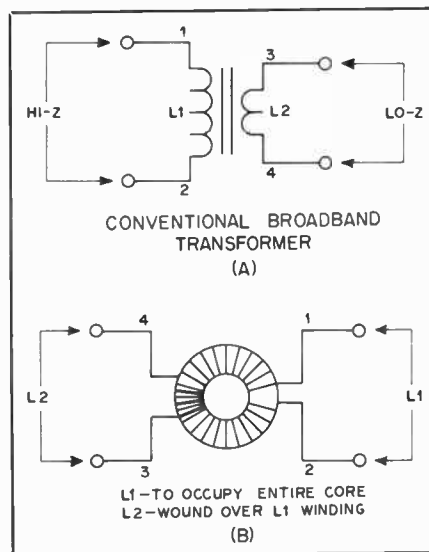 1
3
HI-Z
L1
L2
LO-Z
2
4
CONVENTIONAL BROADBAND
TRANSFORMER
(A)
4
1
L2
L1
3
2
L1-TO OCCUPY ENTIRE CORE
L2-WOUND OVER L1 WINDING
(B)